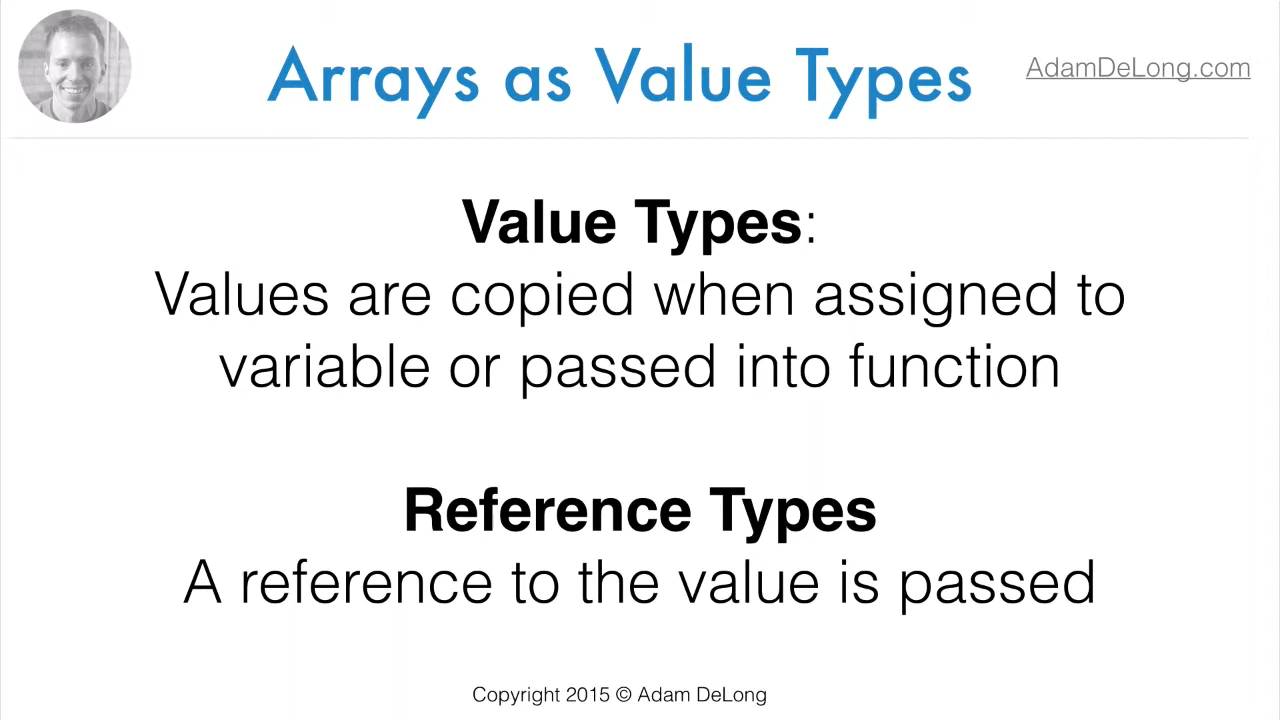 Arrays as Value Types
AdamDeLong.com
Value Types:
Values are copied when assigned to
variable or passed into function
Reference Types
A reference to the value is passed
Copyright 2015 © Adam DeLong